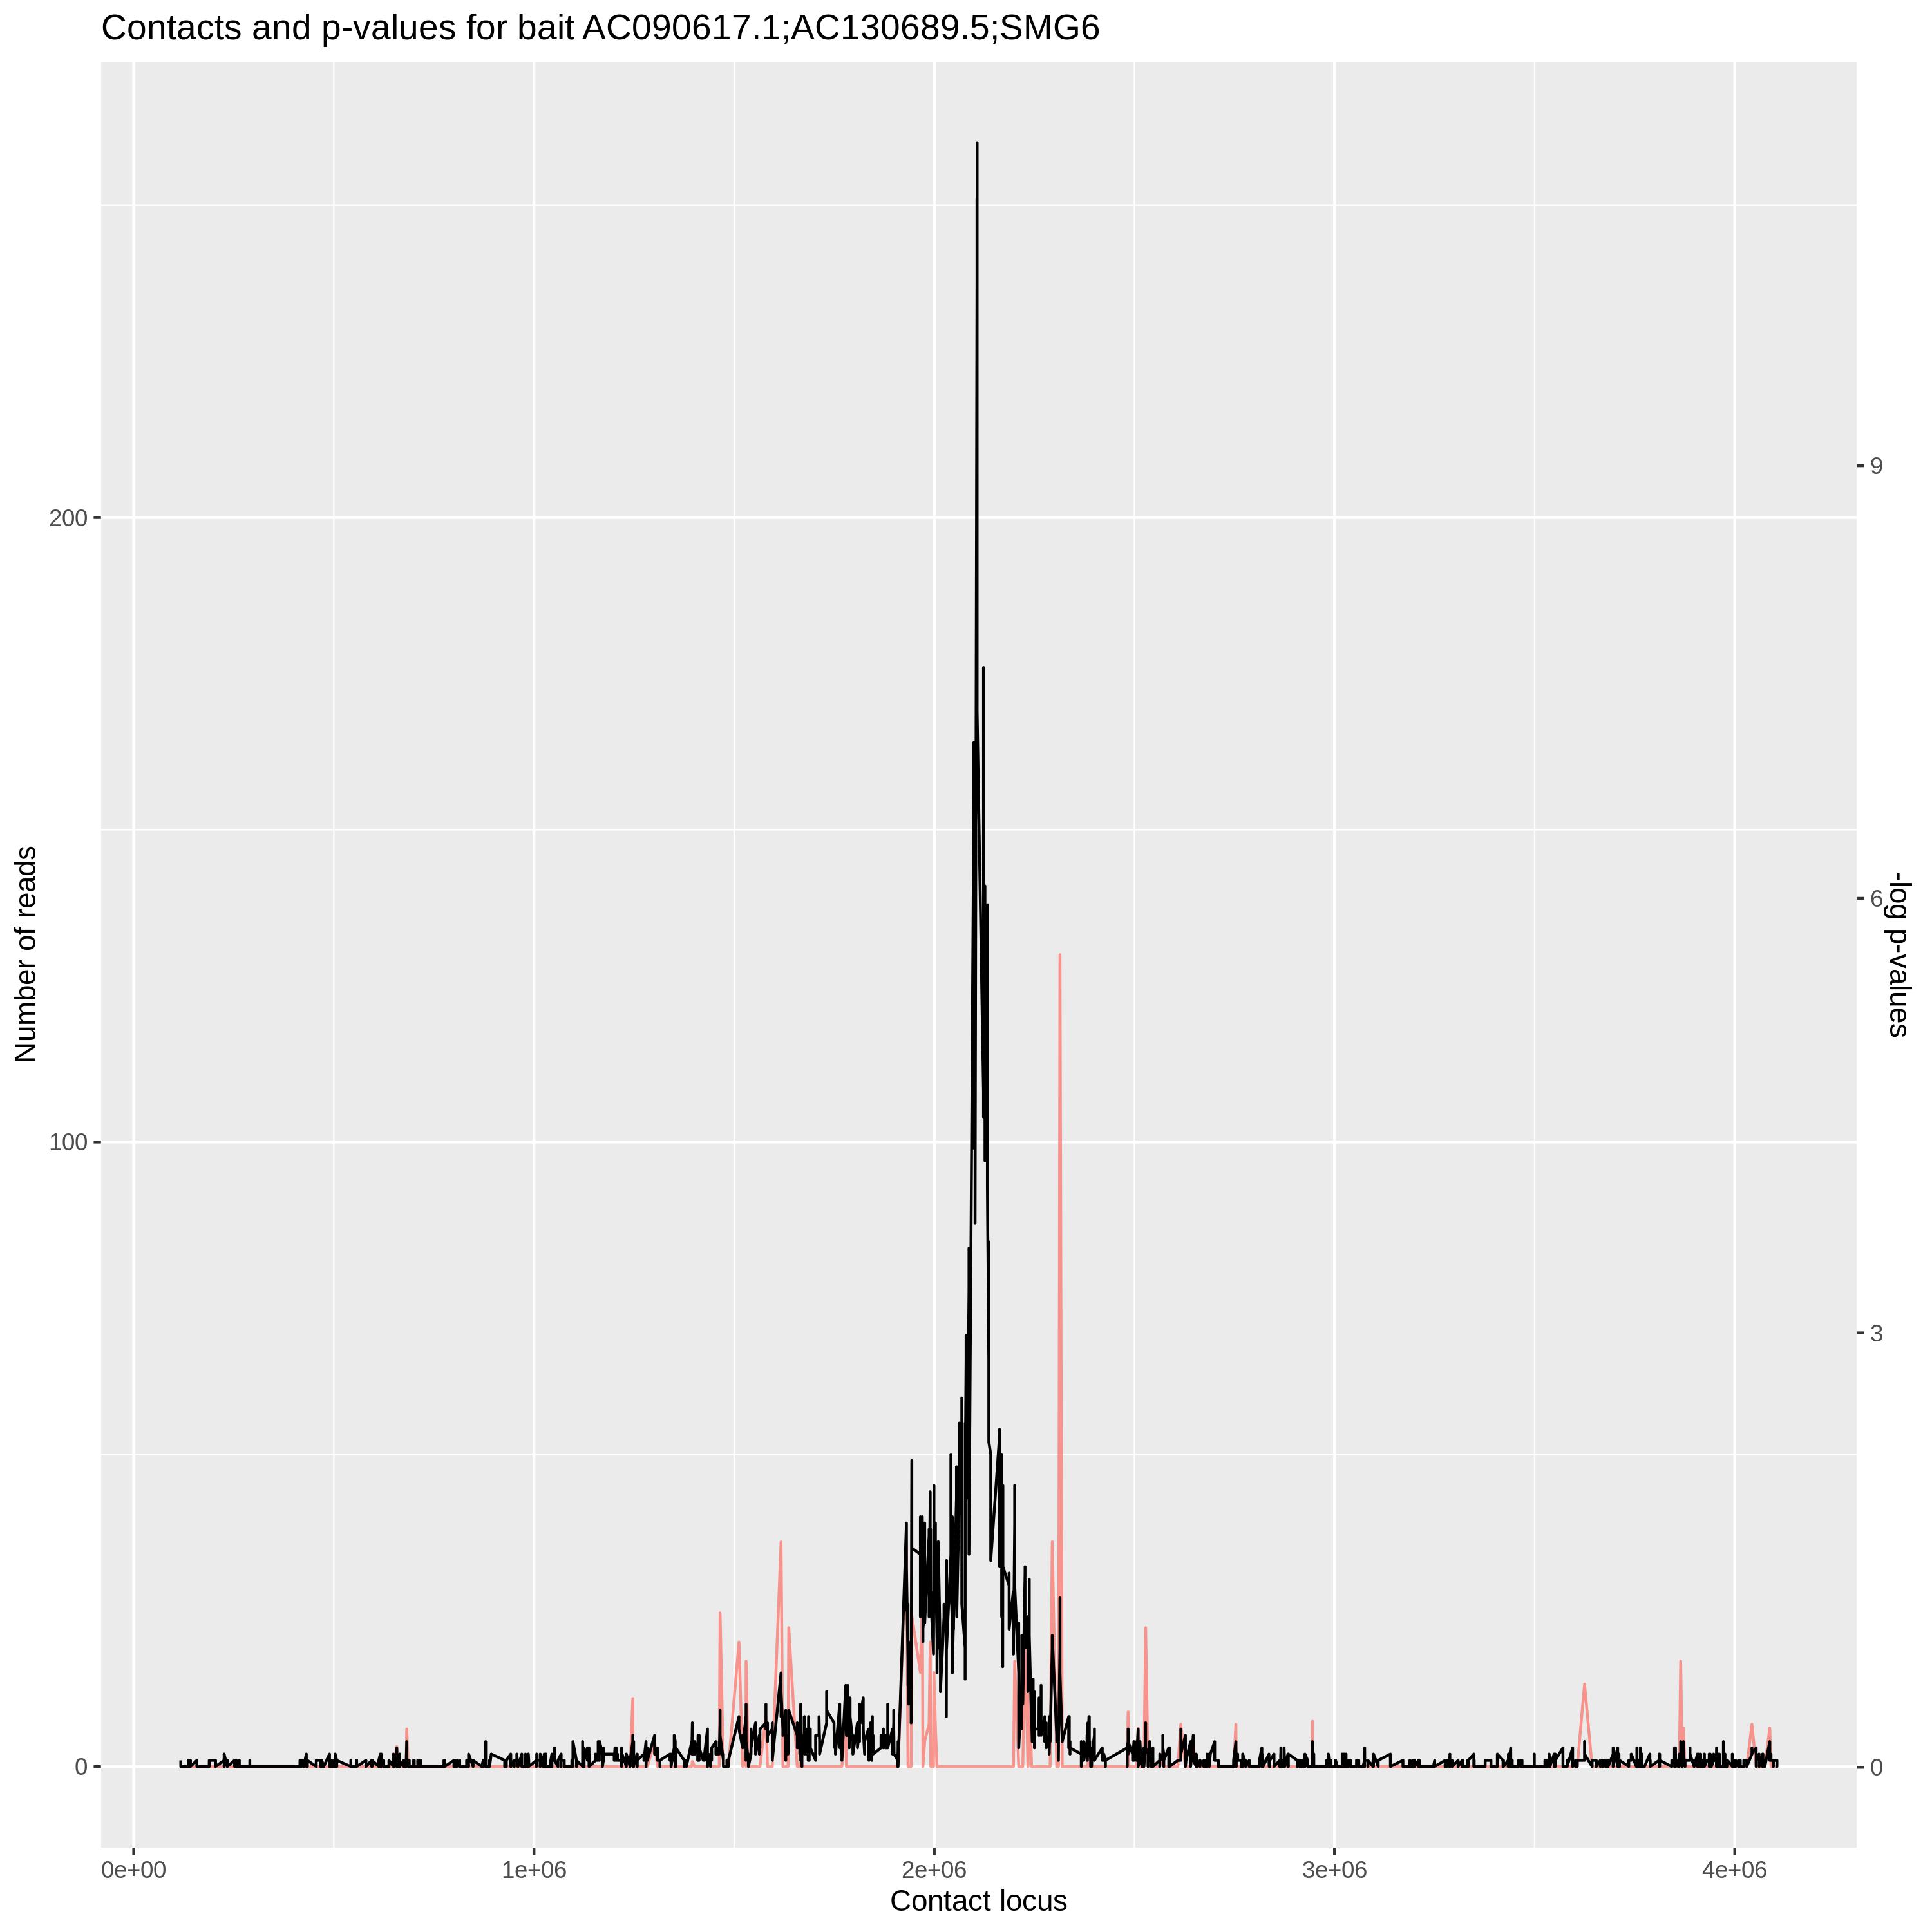 Contacts and p-values for bait AC090617.1;AC130689.5;SMG6
Number of reads
200
100
0
9
6
3
0
-log p-values
0e+00
1e+06
2e+06
3e+06
4e+06
Contact locus